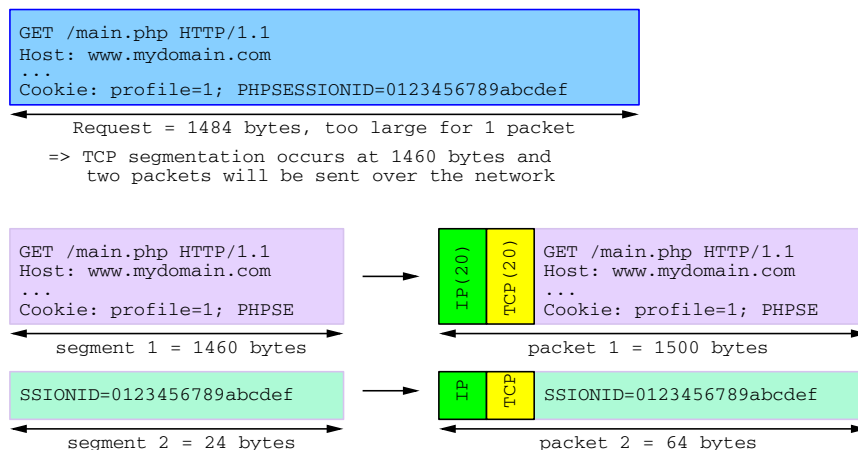 GET /main.php HTTP/1.1
Host: www.mydomain.com
...
Cookie: profile=1; PHPSESSIONID=0123456789abcdef
Request = 1484 bytes, too large for 1 packet
=> TCP segmentation occurs at 1460 bytes and
two packets will be sent over the network
GET /main.php HTTP/1.1
Host: www.mydomain.com
...
Cookie: profile=1; PHPSE
segment 1 = 1460 bytes
IP(20)
TCP(20)
GET /main.php HTTP/1.1
Host: www.mydomain.com
...
Cookie: profile=1; PHPSE
packet 1 = 1500 bytes
SSIONID=0123456789abcdef
segment 2 = 24 bytes
IP
TCP
SSIONID=0123456789abcdef
packet 2 = 64 bytes